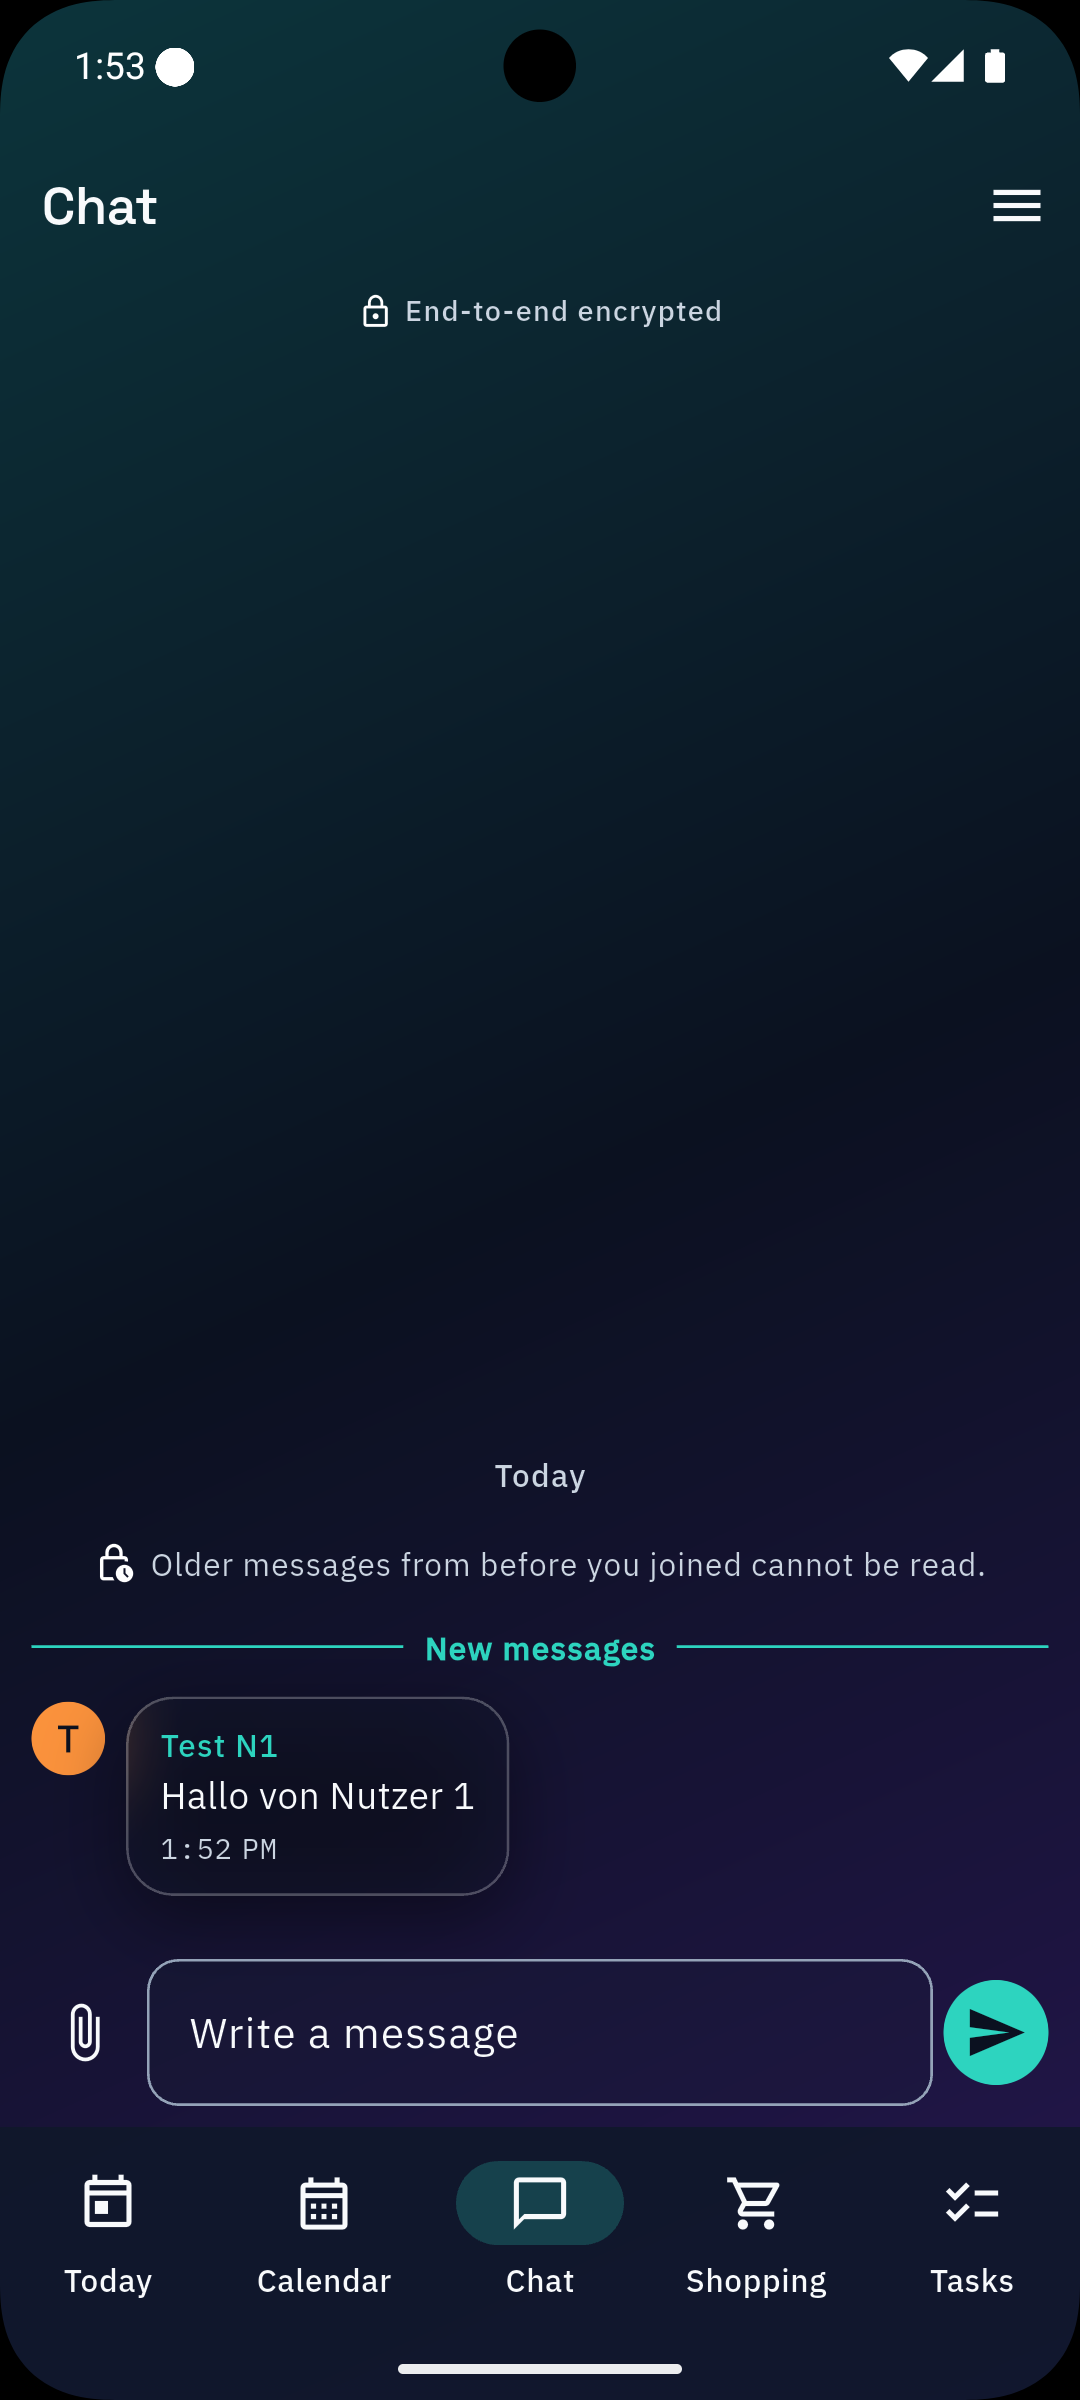 1:53
Chat
End-to-end encrypted
Today
Older messages from before you joined cannot be read.
New messages
T
Test N1
Hallo von Nutzer 1
1:52 PM
Write a message
Today
Calendar
Chat
Shopping
Tasks